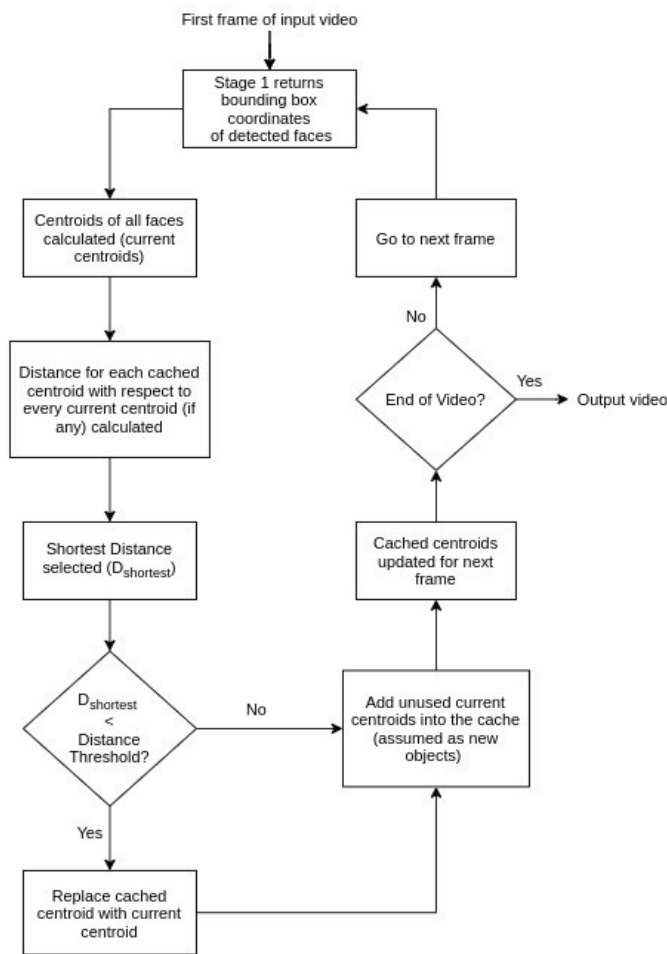 First frame of input video
Stage 1 returns
bounding box
coordinates
of detected faces
Centroids of all faces
calculated (current
centroids)
Distance for each cached
centroid with respect to
every current centroid (if
any) calculated
Shortest Distance
selected (Dshortest)
Dshortest
<
Distance
Threshold?
No
Yes
Replace cached
centroid with current
centroid
Add unused current
centroids into the cache
(assumed as new
objects)
Cached centroids
updated for next
frame
End of Video?
Yes
Output video
No
Go to next frame